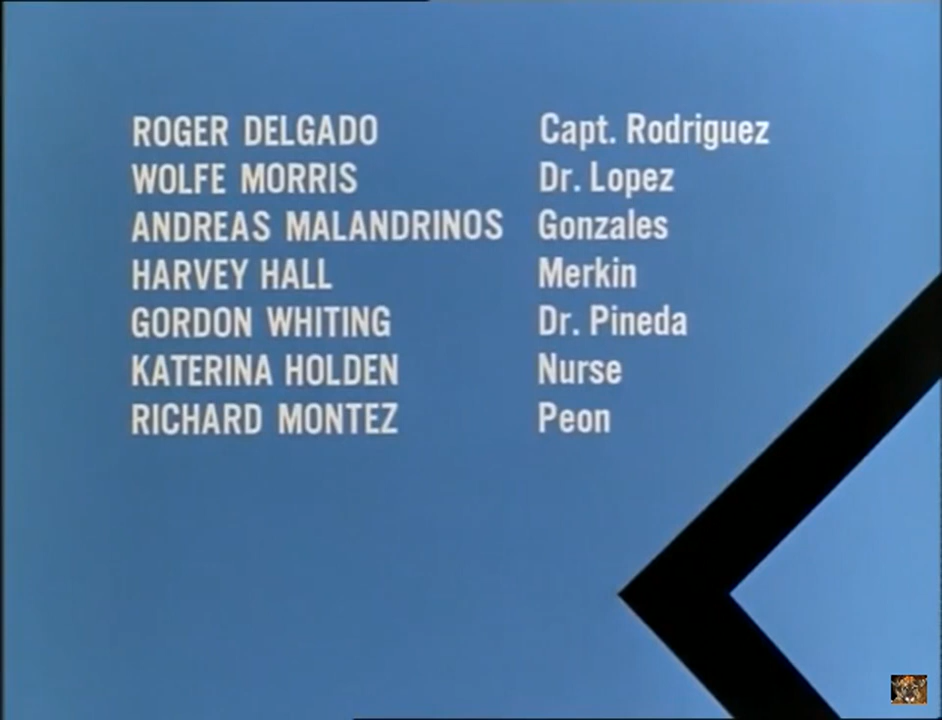 ROGER DELGADO Capt. Rodriguez
WOLFE MORRIS Dr. Lopez
ANDREAS MALANDRINOS Gonzales
HARVEY HALL Merkin
GORDON WHITING Dr. Pineda
KATERINA HOLDEN Nurse
RICHARD MONTEZ Peon